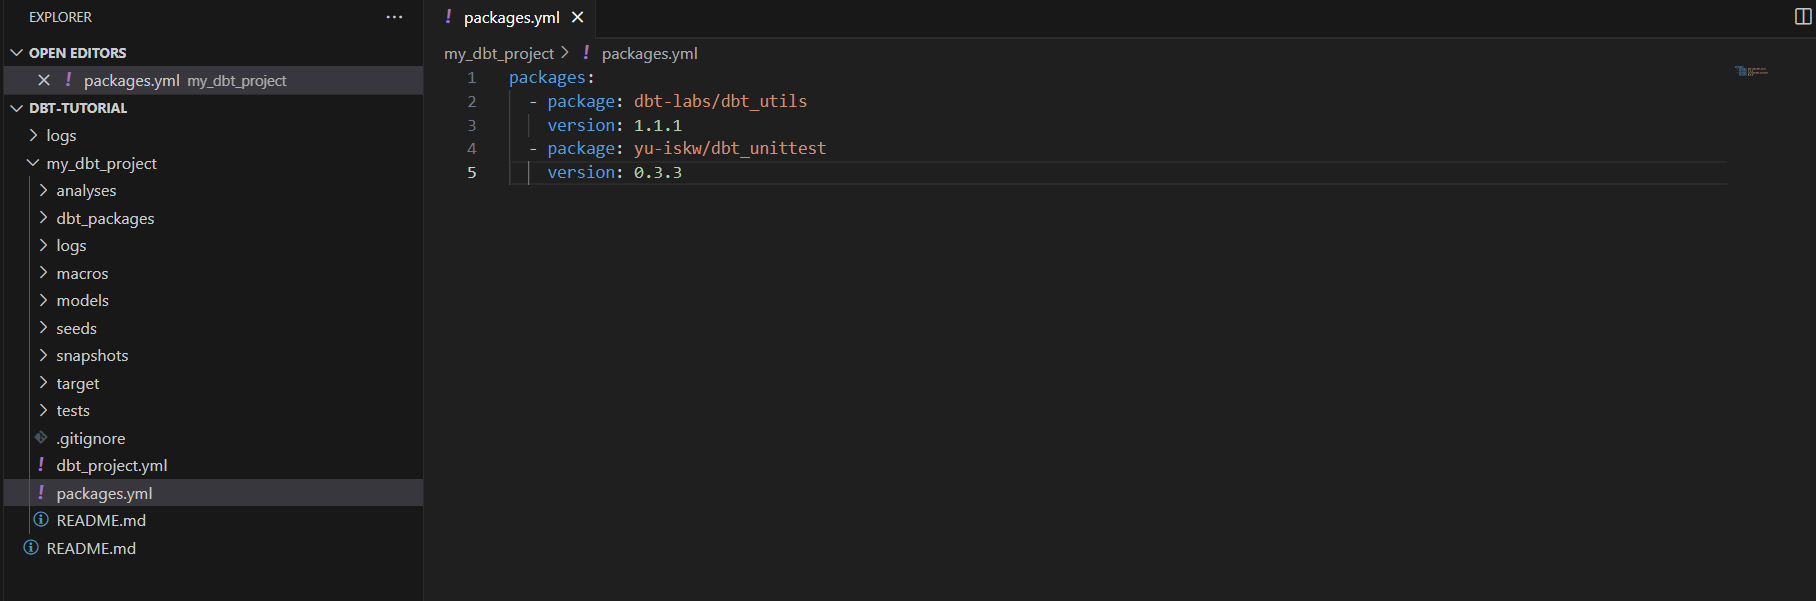 EXPLORER
OPEN EDITORS
packages.yml my_dbt_project
DBT-TUTORIAL
logs
my_dbt_project
analyses
dbt_packages
logs
macros
models
seeds
snapshots
target
tests
.gitignore
dbt_project.yml
packages.yml
README.md
README.md
packages.yml
my_dbt_project > packages.yml
1 packages:
2 - package: dbt-labs/dbt_utils
3 version: 1.1.1
4 - package: yu-iskw/dbt_unittest
5 version: 0.3.3